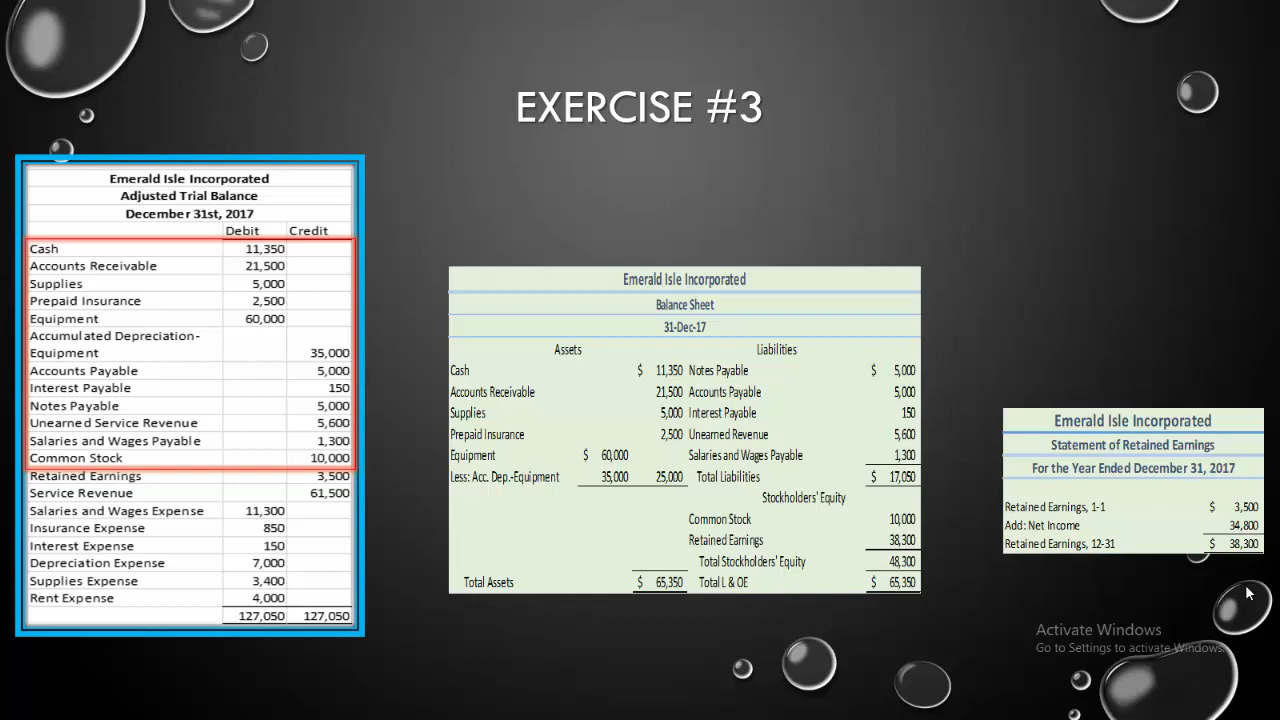 EXERCISE #3
Emerald Isle Incorporated
Adjusted Trial Balance
December 31st, 2017
Debit Credit
Cash 11,350
Accounts Receivable 21,500
Supplies 5,000
Prepaid Insurance 2,500
Equipment 60,000
Accumulated Depreciation-
Equipment 35,000
Accounts Payable 5,000
Interest Payable 150
Notes Payable 5,000
Unearned Service Revenue 5,600
Salaries and Wages Payable 1,300
Common Stock 10,000
Retained Earnings 3,500
Service Revenue 61,500
Salaries and Wages Expense 11,300
Insurance Expense 850
Interest Expense 150
Depreciation Expense 7,000
Supplies Expense 3,400
Rent Expense 4,000
127,050 127,050
Emerald Isle Incorporated
Balance Sheet
31-Dec-17
Assets Liabilities
Cash $ 11,350 Notes Payable $ 5,000
Accounts Receivable 21,500 Accounts Payable 5,000
Supplies 5,000 Interest Payable 150
Prepaid Insurance 2,500 Unearned Revenue 5,600
Equipment $ 60,000 Salaries and Wages Payable 1,300
Less: Acc. Dep.-Equipment 35,000 25,000 Total Liabilities $ 17,050
Stockholders' Equity
Common Stock 10,000
Retained Earnings 38,300
Total Stockholders' Equity 48,300
Total Assets $ 65,350 Total L & OE $ 65,350
Emerald Isle Incorporated
Statement of Retained Earnings
For the Year Ended December 31, 2017
Retained Earnings, 1-1 $ 3,500
Add: Net Income 34,800
Retained Earnings, 12-31 $ 38,300
Activate Windows
Go to Settings to activate Windows.